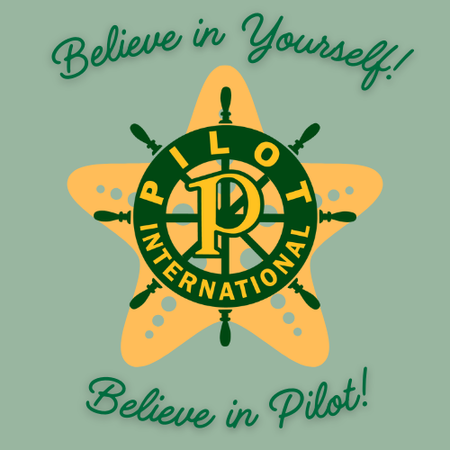 Believe in Yourself!
PILOT
P
INTERNATIONAL
Believe in Pilot!